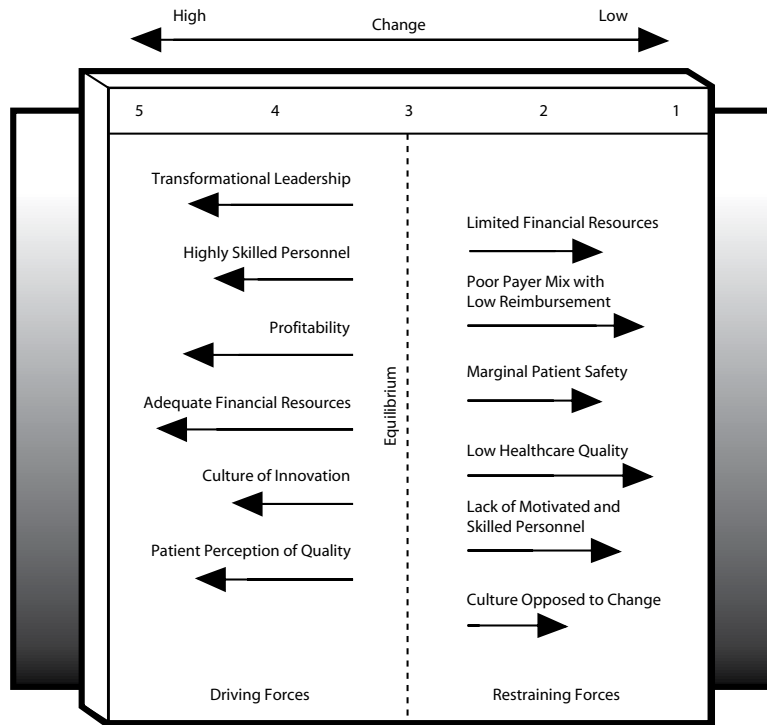 High
Low
Change
5
4
3
2
1
Transformational Leadership
Highly Skilled Personnel
Profitability
Adequate Financial Resources
Culture of Innovation
Patient Perception of Quality
Driving Forces
Equilibrium
Limited Financial Resources
Poor Payer Mix with
Low Reimbursement
Marginal Patient Safety
Low Healthcare Quality
Lack of Motivated and
Skilled Personnel
Culture Opposed to Change
Restraining Forces